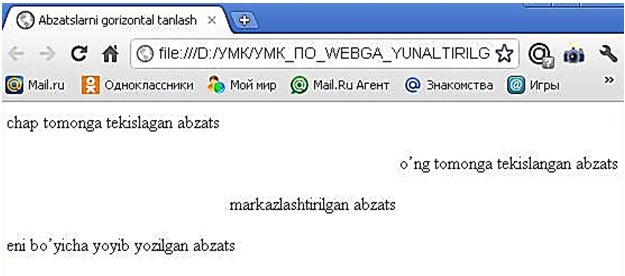 Abzatslarni gorizontal tanlash
file:///D:/УМК/УМК_ПО_WEBGA_YUNALTIRILG
Mail.ru Одноклассники Мой мир Mail.Ru Агент Знакомства Игры »
chap tomonga tekislagan abzats
o’ng tomonga tekislangan abzats
markazlashtirilgan abzats
eni bo’yicha yoyib yozilgan abzats